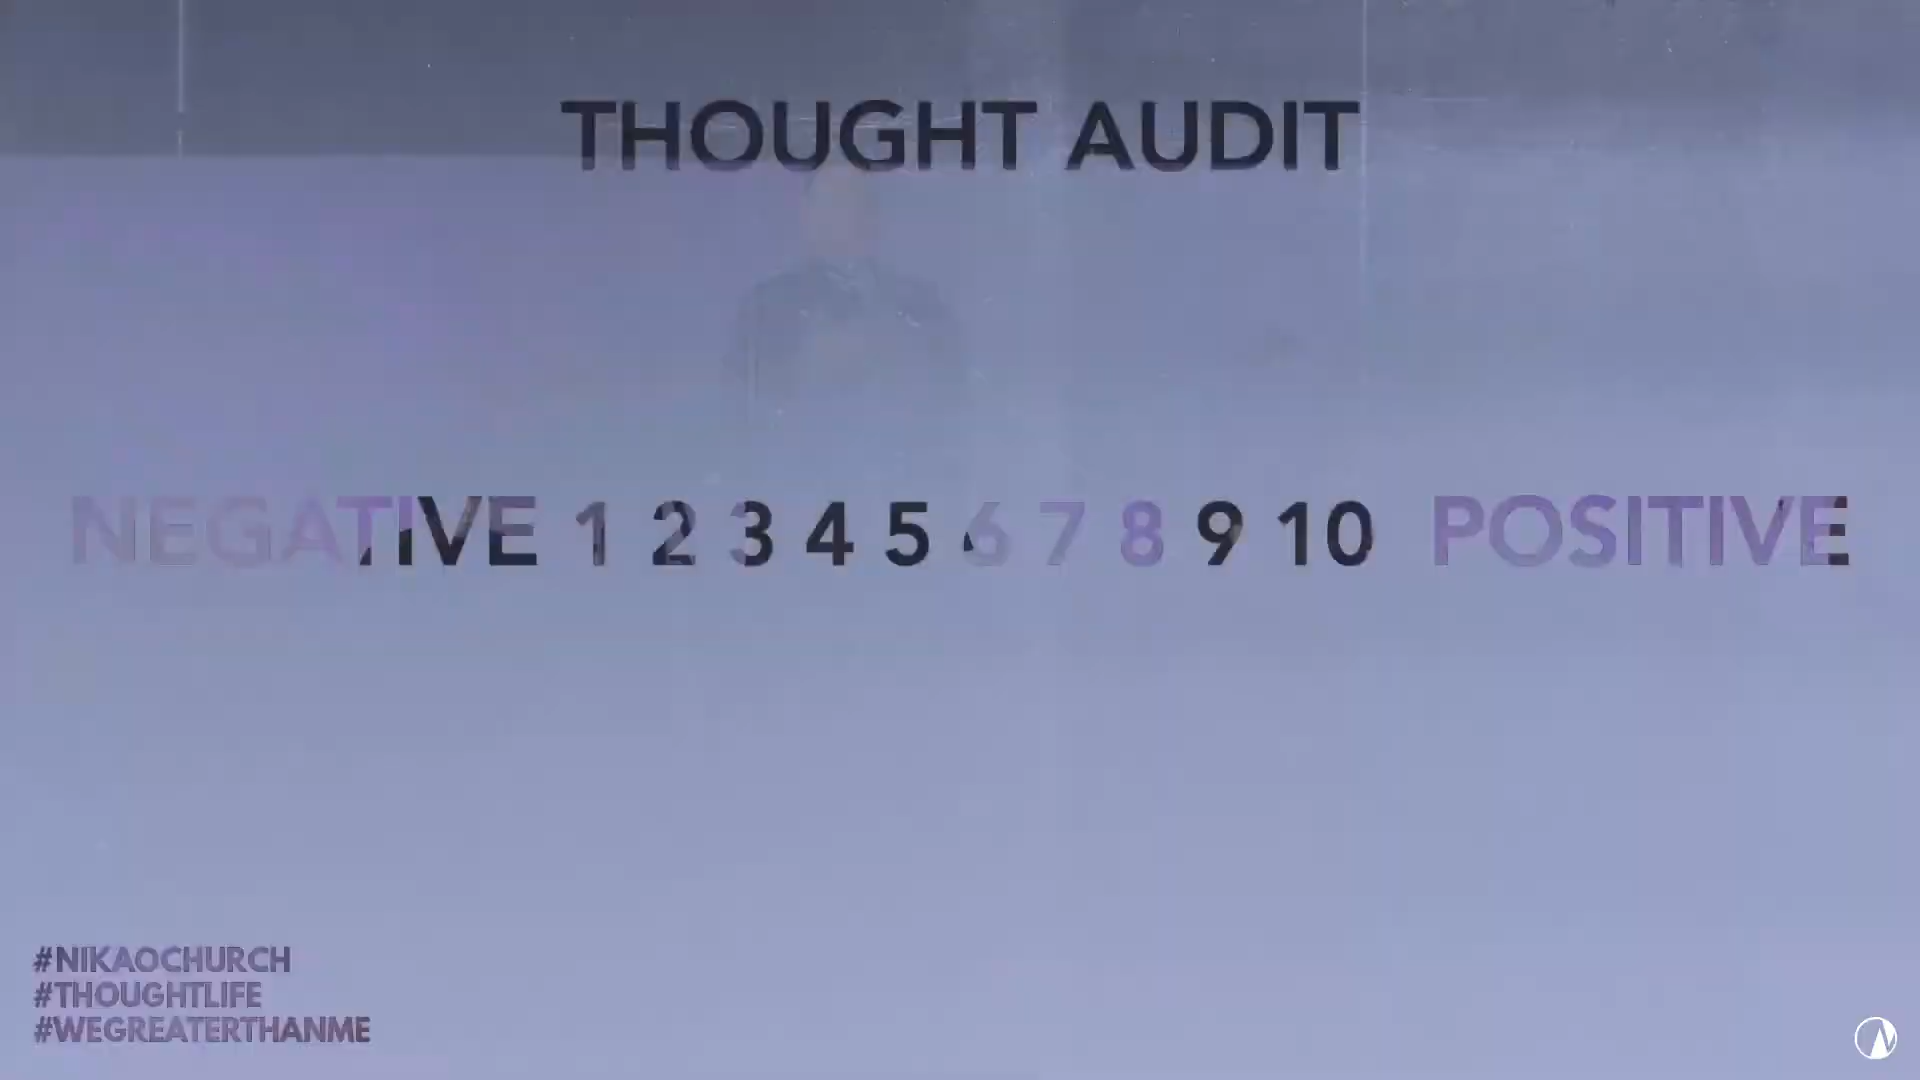 THOUGHT AUDIT
NEGATIVE 1 2 3 4 5 6 7 8 9 10 POSITIVE
#NIKAOCHURCH
#THOUGHTLIFE
#WEGREATERTHANME